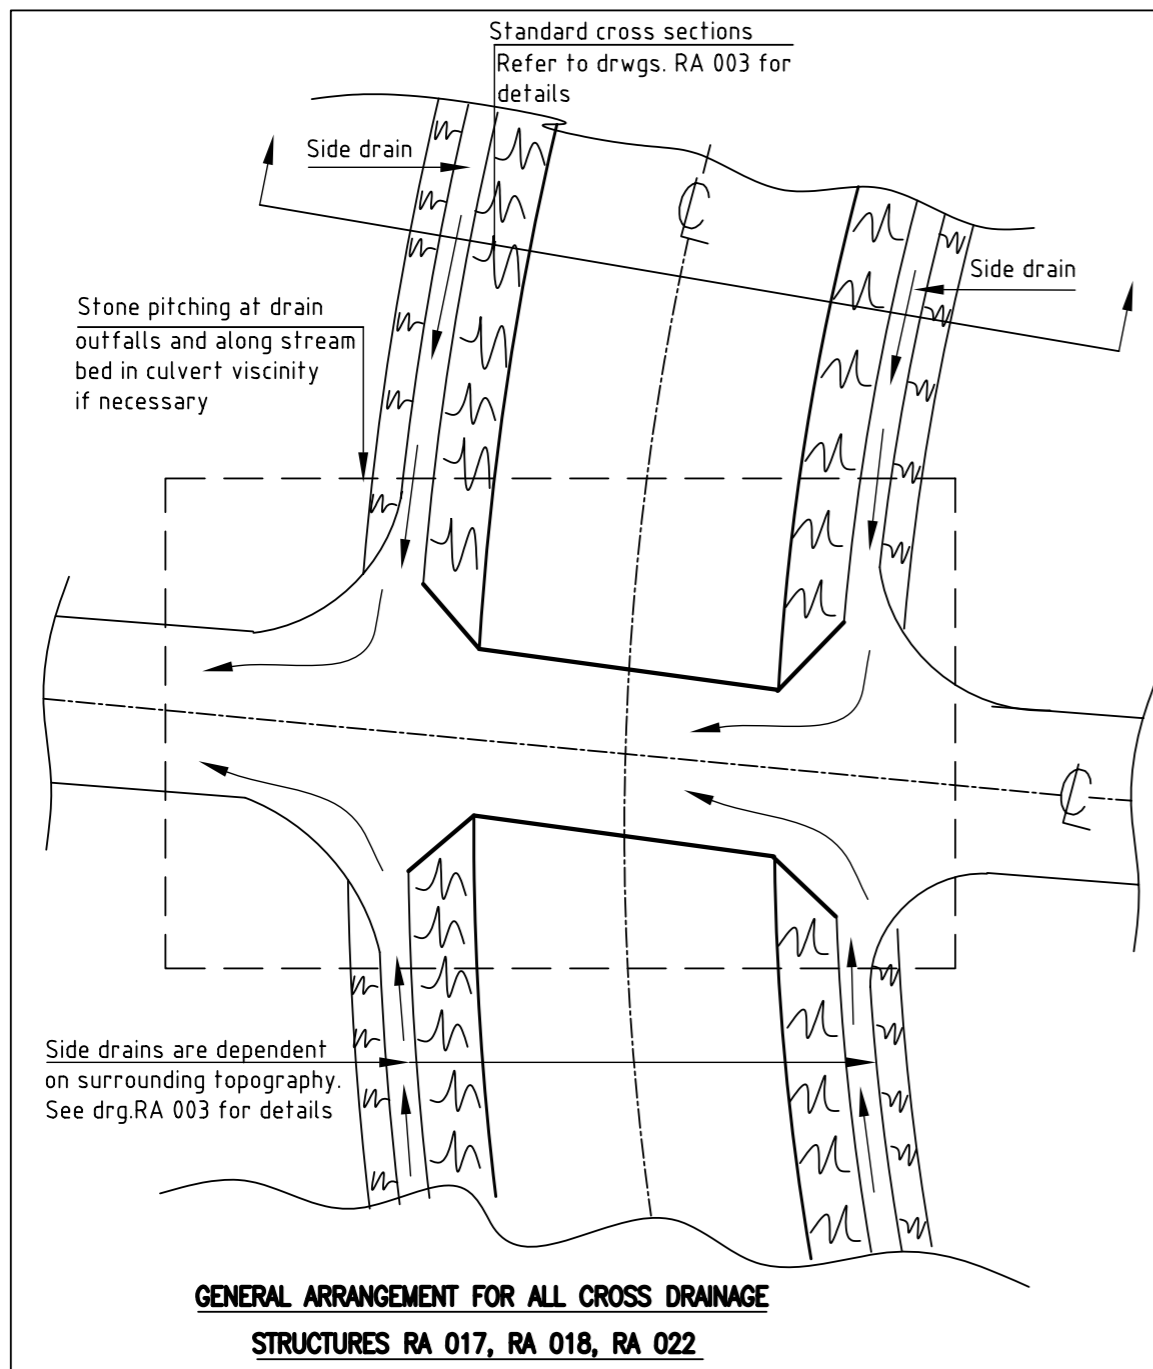 Standard cross sections
Refer to drwgs. RA 003 for
details
Side drain
Side drain
Stone pitching at drain
outfalls and along stream
bed in culvert viscinity
if necessary
Side drains are dependent
on surrounding topography.
See drg.RA 003 for details
GENERAL ARRANGEMENT FOR ALL CROSS DRAINAGE
STRUCTURES RA 017, RA 018, RA 022